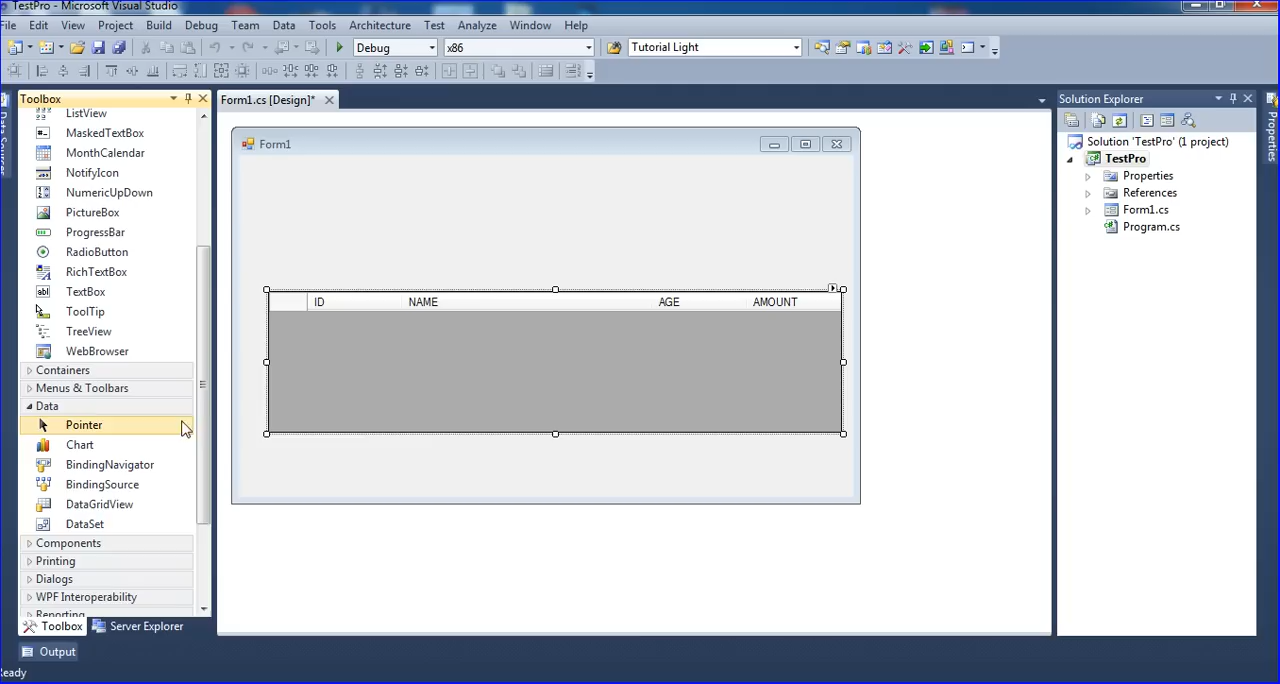 TestPro - Microsoft Visual Studio
File Edit View Project Build Debug Team Data Tools Architecture Test Analyze Window Help
Debug x86 Tutorial Light
Toolbox
ListView
MaskedTextBox
MonthCalendar
NotifyIcon
NumericUpDown
PictureBox
ProgressBar
RadioButton
RichTextBox
TextBox
ToolTip
TreeView
WebBrowser
Containers
Menus & Toolbars
Data
Pointer
Chart
BindingNavigator
BindingSource
DataGridView
DataSet
Components
Printing
Dialogs
WPF Interoperability
Reporting
Toolbox Server Explorer
Output
Ready
Form1.cs [Design]*
Form1
ID NAME AGE AMOUNT
Solution Explorer
Solution 'TestPro' (1 project)
TestPro
Properties
References
Form1.cs
Program.cs
Properties
Data Sources